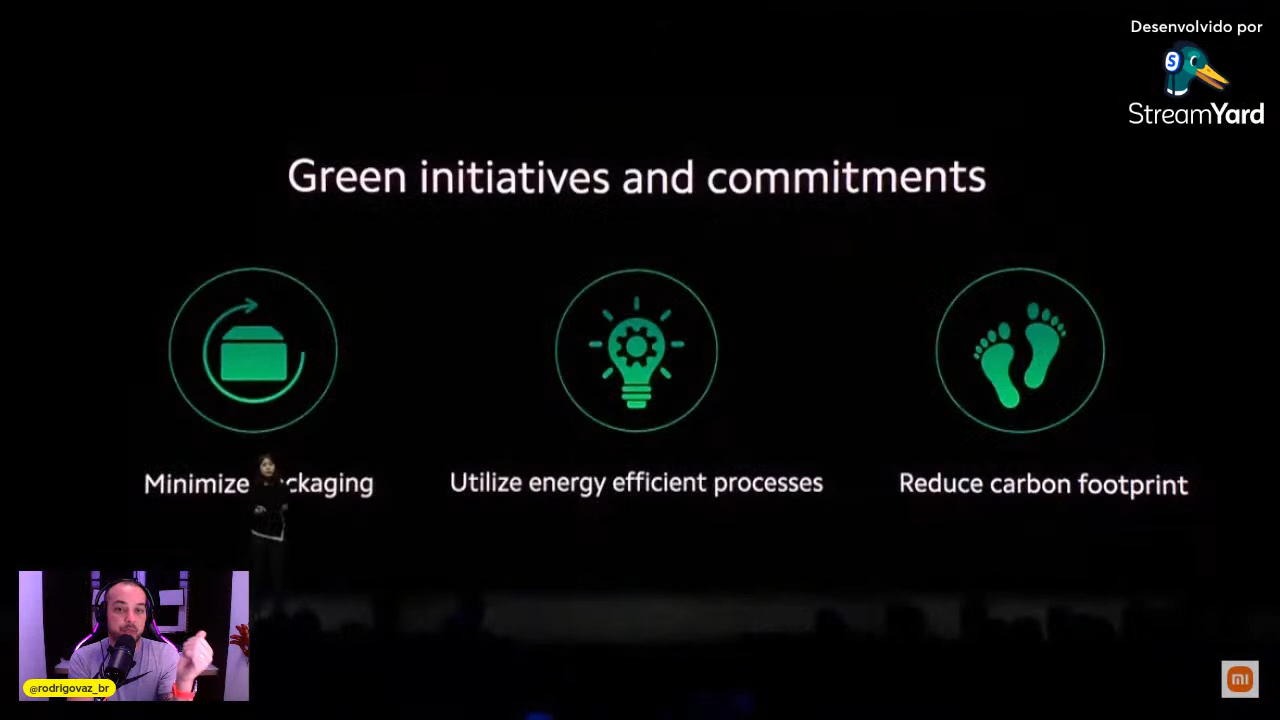 Desenvolvido por
StreamYard
Green initiatives and commitments
Minimize ckaging
Utilize energy efficient processes
Reduce carbon footprint
@rodrigovaz_br
mi